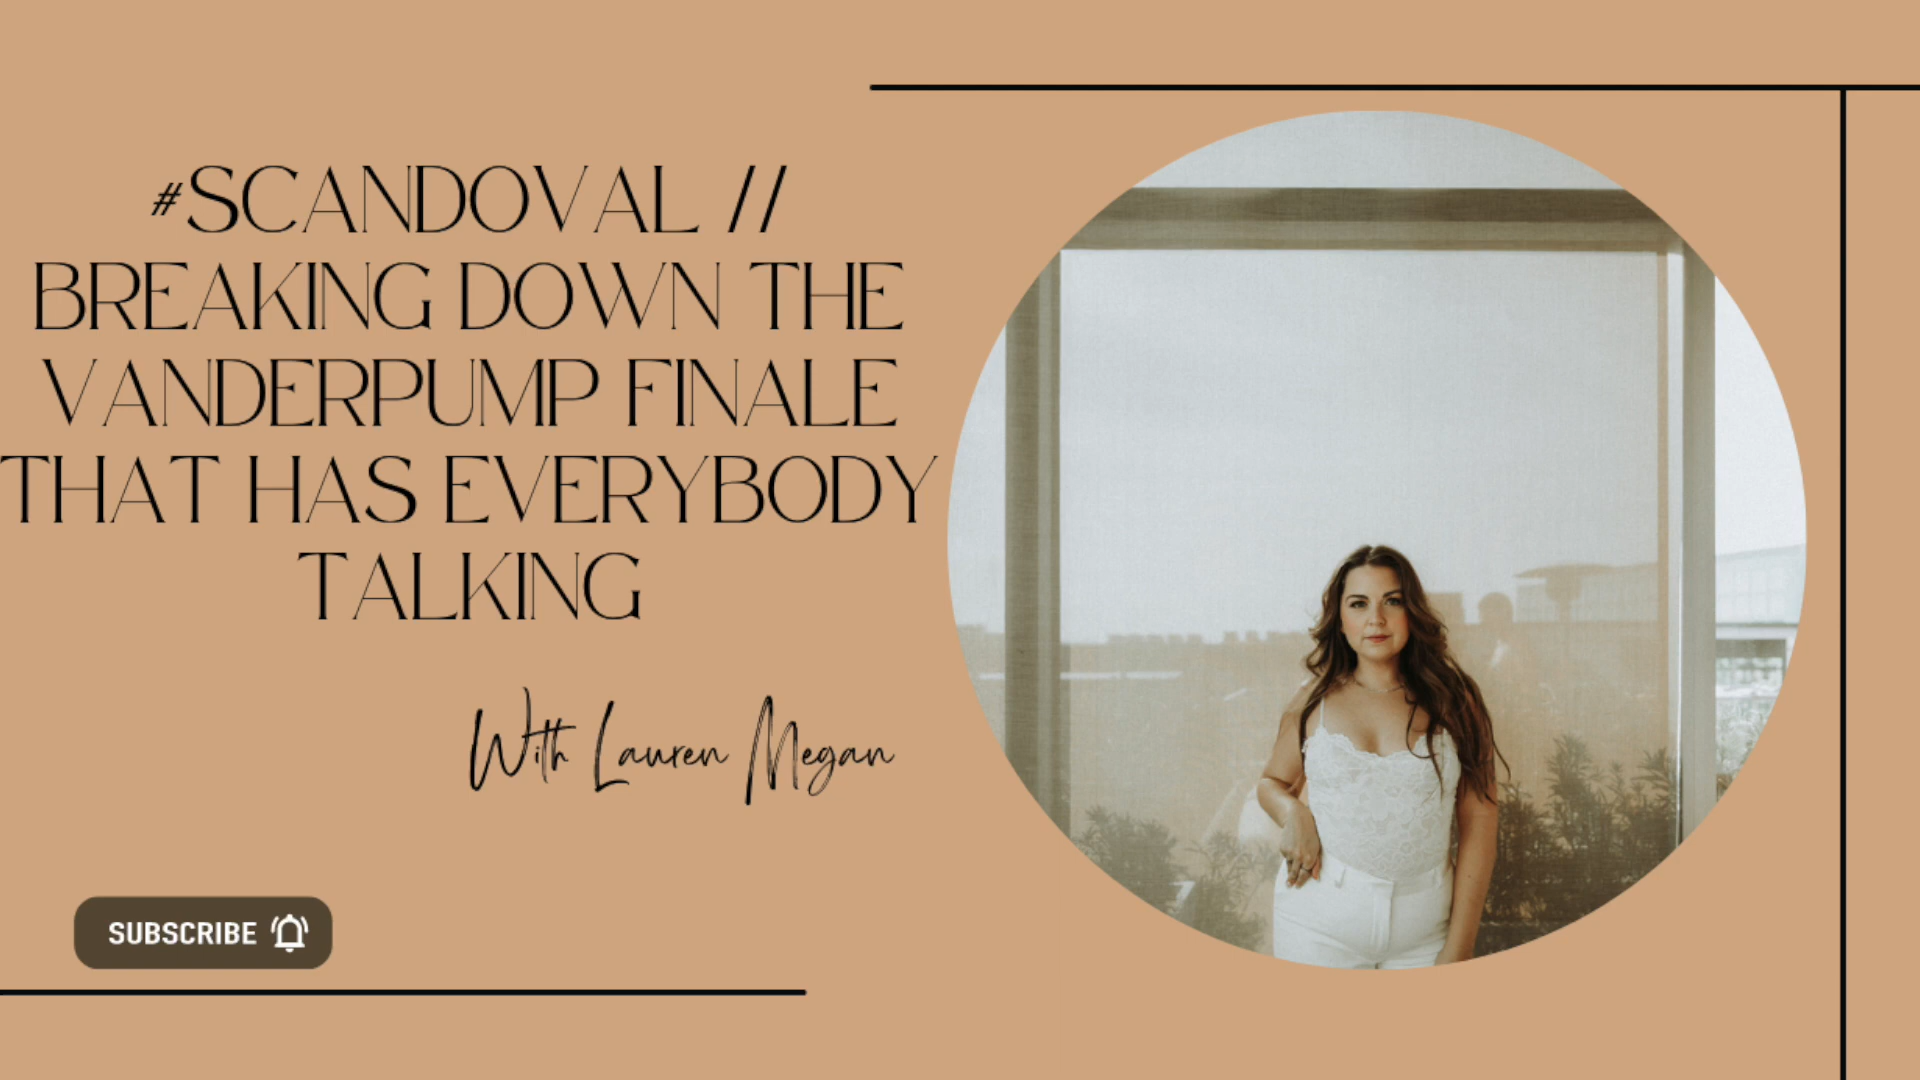 #SCANDOVAL //
BREAKING DOWN THE
VANDERPUMP FINALE
THAT HAS EVERYBODY
TALKING
With Lauren Megan
SUBSCRIBE